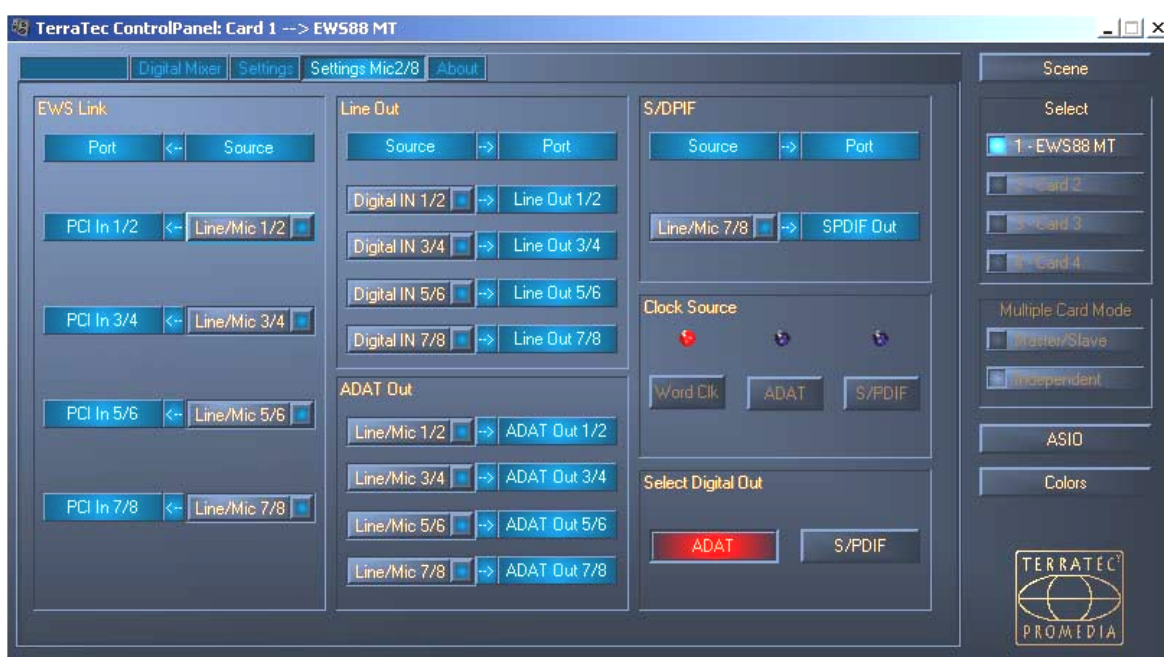 TerraTec ControlPanel: Card 1 --> EWS88 MT
Digital Mixer Settings Settings Mic2/8 About
EWS Link
Port <-- Source
PCI In 1/2 <-- Line/Mic 1/2
PCI In 3/4 <-- Line/Mic 3/4
PCI In 5/6 <-- Line/Mic 5/6
PCI In 7/8 <-- Line/Mic 7/8
Line Out
Source --> Port
Digital IN 1/2 --> Line Out 1/2
Digital IN 3/4 --> Line Out 3/4
Digital IN 5/6 --> Line Out 5/6
Digital IN 7/8 --> Line Out 7/8
ADAT Out
Line/Mic 1/2 --> ADAT Out 1/2
Line/Mic 3/4 --> ADAT Out 3/4
Line/Mic 5/6 --> ADAT Out 5/6
Line/Mic 7/8 --> ADAT Out 7/8
S/DPIF
Source --> Port
Line/Mic 7/8 --> SPDIF Out
Clock Source
Word Clk ADAT S/PDIF
Select Digital Out
ADAT S/PDIF
Scene
Select
1 - EWS88 MT
2 - Card 2
3 - Card 3
4 - Card 4
Multiple Card Mode
Master/Slave
Independent
ASIO
Colors
TERRATEC
PROMEDIA